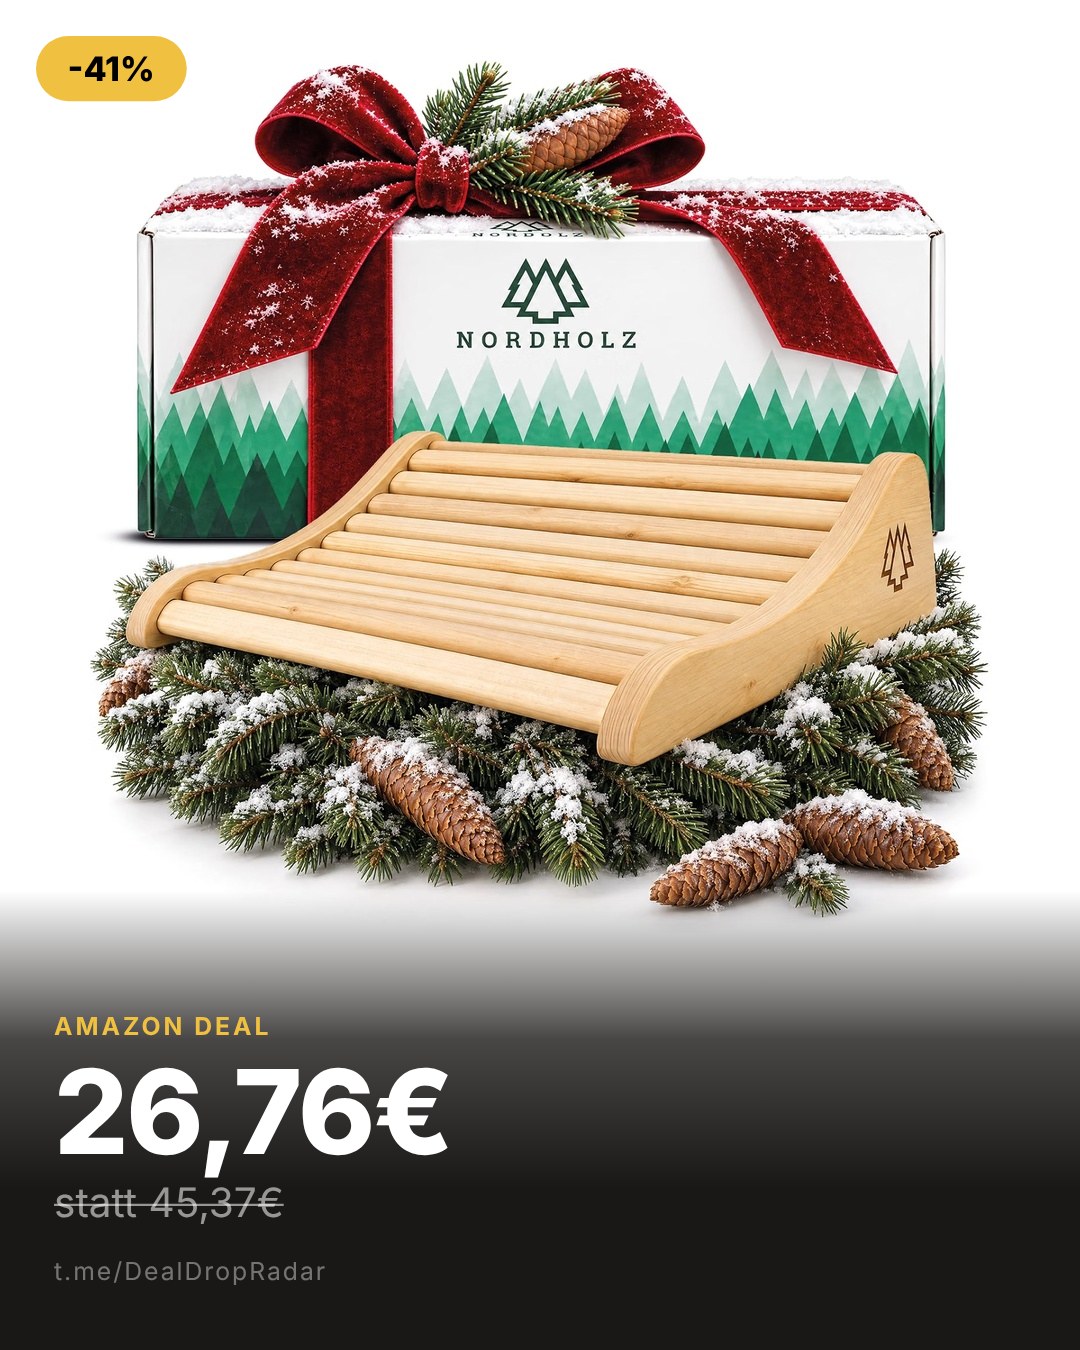 -41%
NORDHOLZ
NORDHOLZ
AMAZON DEAL
26,76€
statt 45,37€
t.me/DealDropRadar